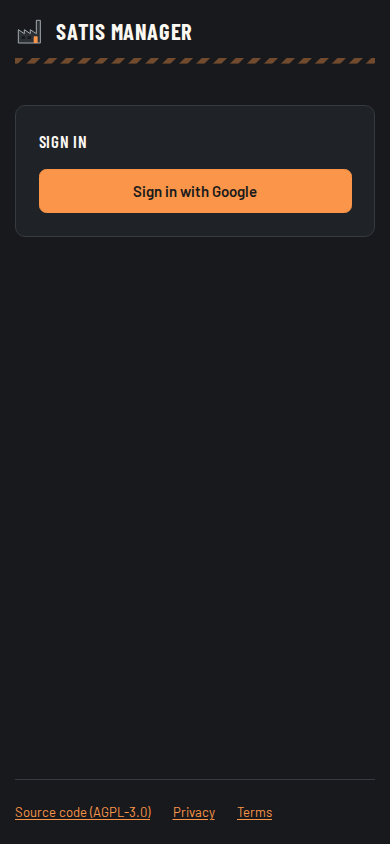 SATIS MANAGER
SIGN IN
Sign in with Google
Source code (AGPL-3.0) Privacy Terms